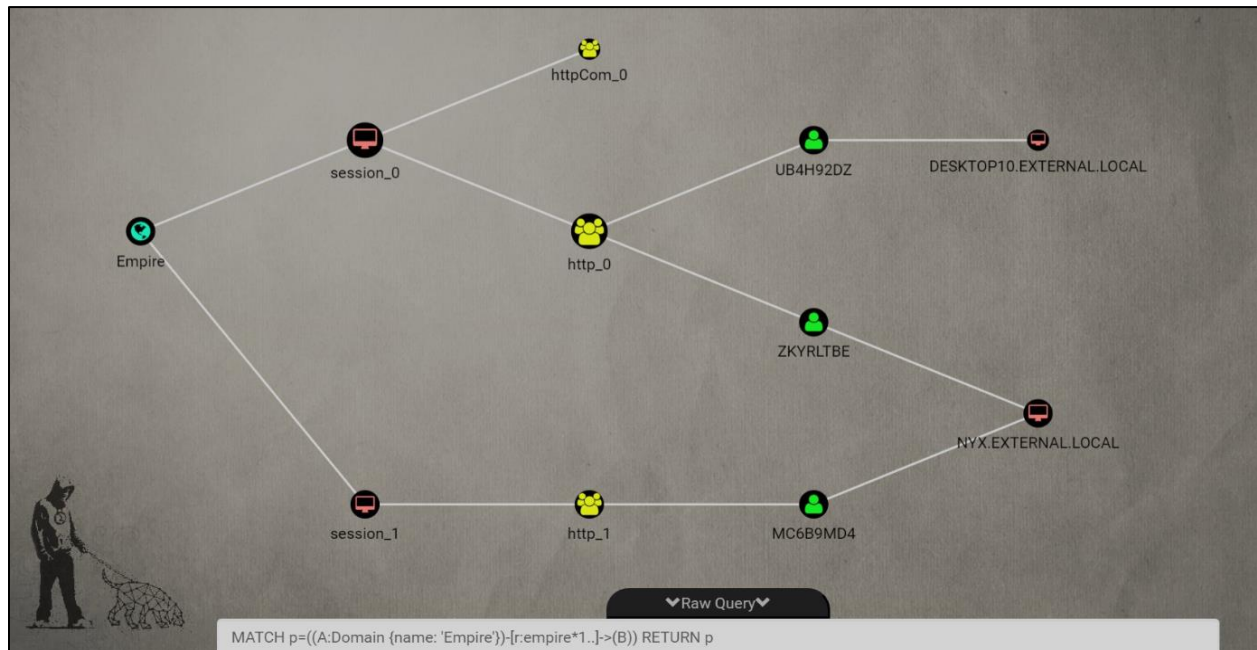 httpCom_0
session_0
UB4H92DZ
DESKTOP10.EXTERNAL.LOCAL
Empire
http_0
ZKYRLTBE
NYX.EXTERNAL.LOCAL
session_1
http_1
MC6B9MD4
Raw Query
MATCH p=((A:Domain {name: 'Empire'})-[r:empire*1..]->(B)) RETURN p